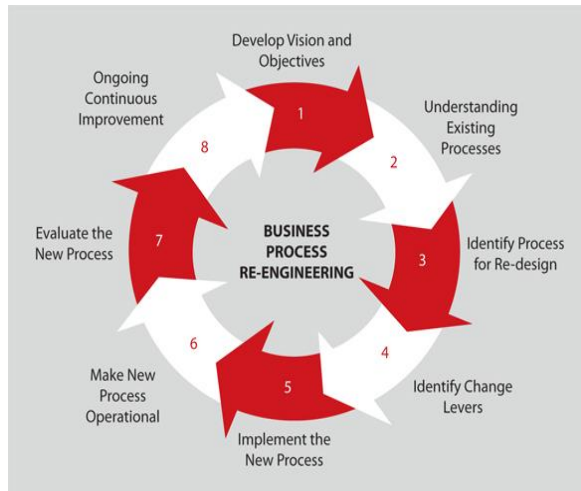 Develop Vision and
Objectives
1
Understanding
Existing
Processes
2
Identify Process
for Re-design
3
Identify Change
Levers
4
Implement the
New Process
5
Make New
Process
Operational
6
Evaluate the
New Process
7
Ongoing
Continuous
Improvement
8
BUSINESS
PROCESS
RE-ENGINEERING